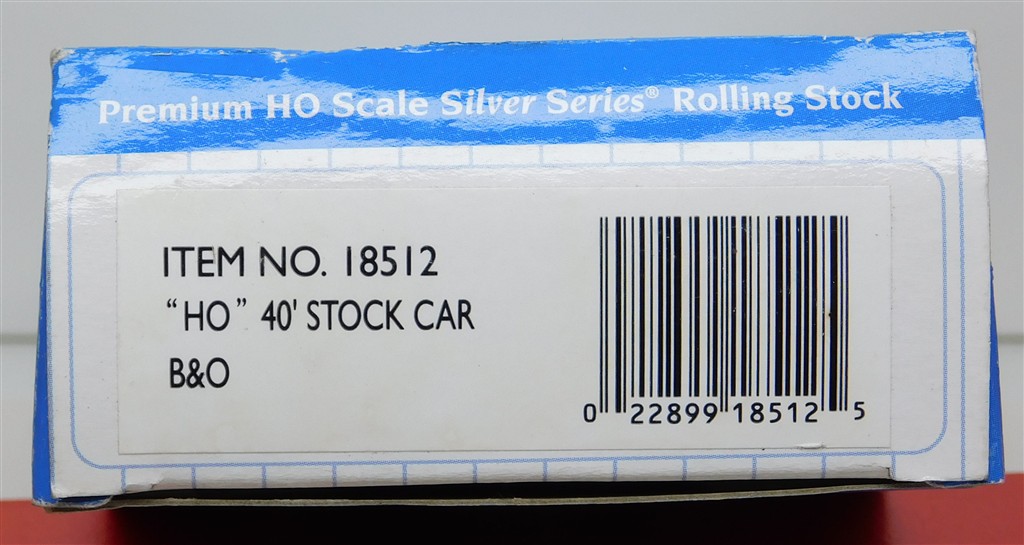 Premium HO Scale Silver Series® Rolling Stock
ITEM NO. 18512
“HO” 40' STOCK CAR
B&O
0 22899 18512 5